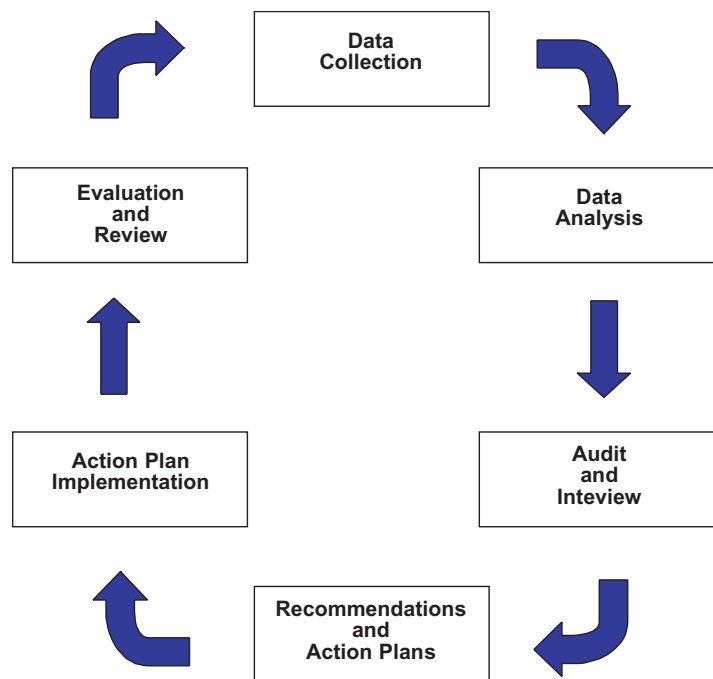 Data
Collection
Evaluation
and
Review
Data
Analysis
Action Plan
Implementation
Audit
and
Inteview
Recommendations
and
Action Plans